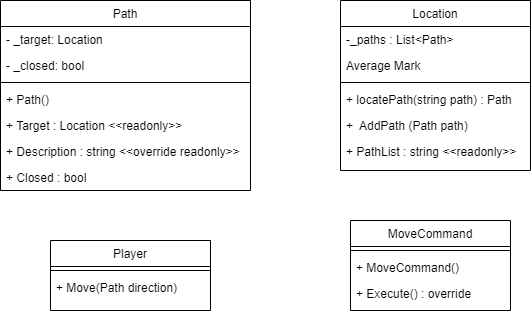 Path
- _target: Location
- _closed: bool
+ Path()
+ Target : Location <<readonly>>
+ Description : string <<override readonly>>
+ Closed : bool
Location
-_paths : List<Path>
Average Mark
+ locatePath(string path) : Path
+ AddPath (Path path)
+ PathList : string <<readonly>>
Player
+ Move(Path direction)
MoveCommand
+ MoveCommand()
+ Execute() : override